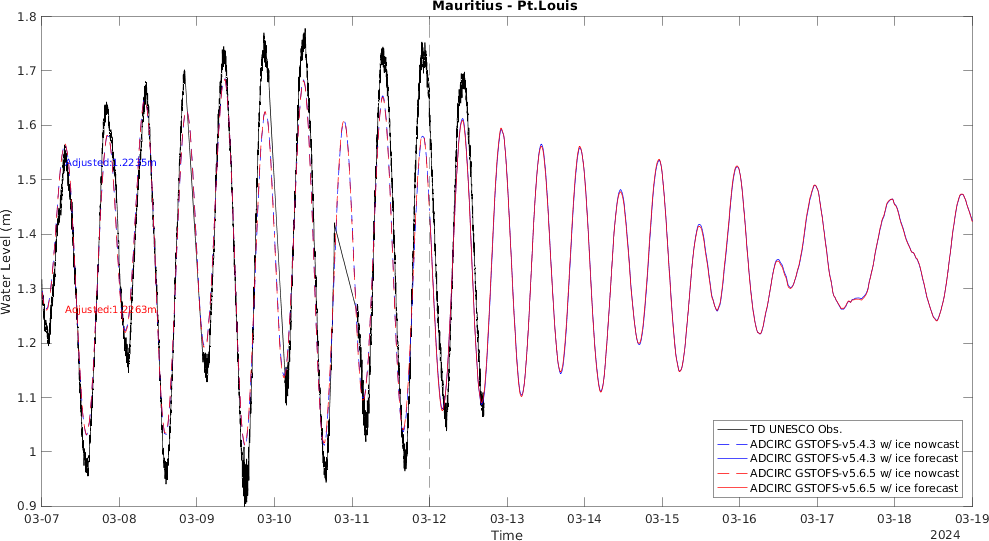 Mauritius - Pt.Louis
1.8
1.7
1.6
1.5
1.4
1.3
1.2
1.1
1
0.9
Water Level (m)
Adjusted:1.2235m
Adjusted:1.2263m
TD UNESCO Obs.
ADCIRC GSTOFS-v5.4.3 w/ ice nowcast
ADCIRC GSTOFS-v5.4.3 w/ ice forecast
ADCIRC GSTOFS-v5.6.5 w/ ice nowcast
ADCIRC GSTOFS-v5.6.5 w/ ice forecast
03-07 03-08 03-09 03-10 03-11 03-12 03-13 03-14 03-15 03-16 03-17 03-18 03-19
Time
2024